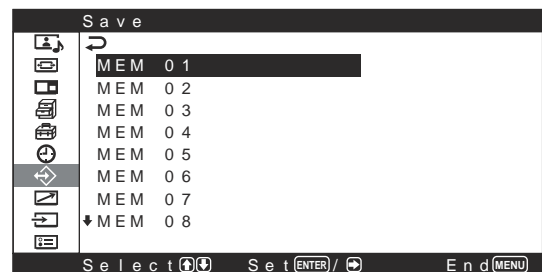 Save
MEM 01
MEM 02
MEM 03
MEM 04
MEM 05
MEM 06
MEM 07
MEM 08
Select Set ENTER / End MENU